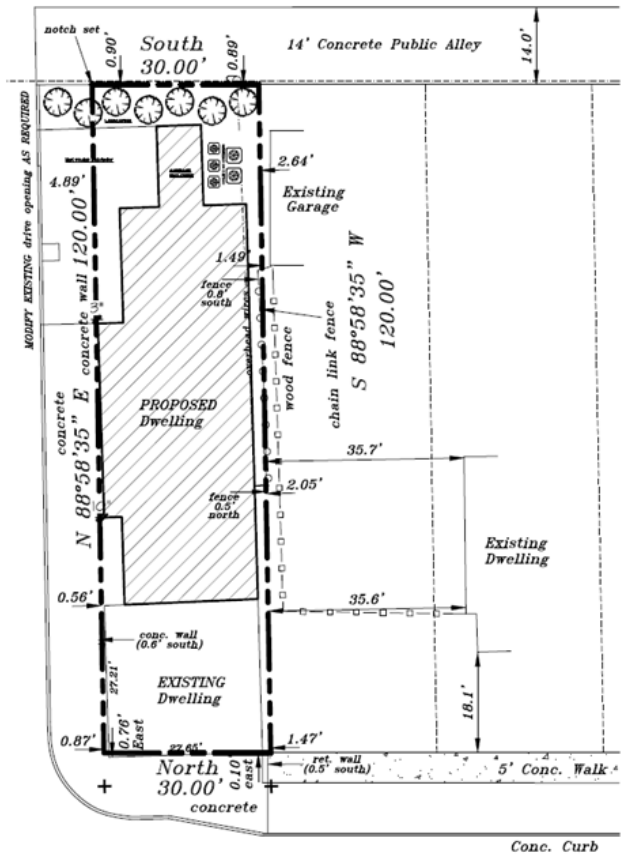 notch set
0.90'
South
30.00'
0.89'
14' Concrete Public Alley
14.0'
MODIFY EXISTING drive opening AS REQUIRED
4.89'
2.64'
Existing
Garage
1.49'
fence
0.8'
south
overhead wires
wood fence
chain link fence
S 88°58'35" W
120.00'
concrete
N 88°58'35" E
concrete wall
120.00'
PROPOSED
Dwelling
35.7'
fence
0.5'
north
2.05'
Existing
Dwelling
0.56'
35.6'
conc. wall
(0.6' south)
27.21'
EXISTING
Dwelling
18.1'
0.87'
0.76'
East
27.65'
1.47'
North
30.00'
0.10'
east
ret. wall
(0.5' south)
5' Conc. Walk
concrete
Conc. Curb